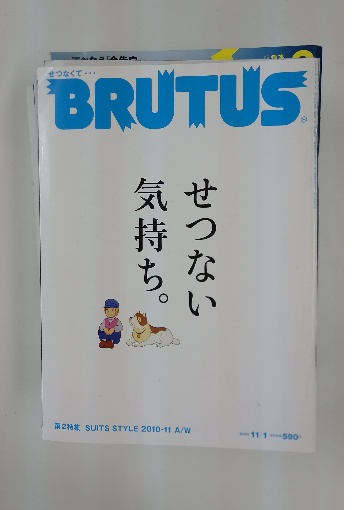 せつなくて・・・
BRUTUS
せつない
気持ち。
第2特集 SUITS STYLE 2010-11 A/W
11 1
590